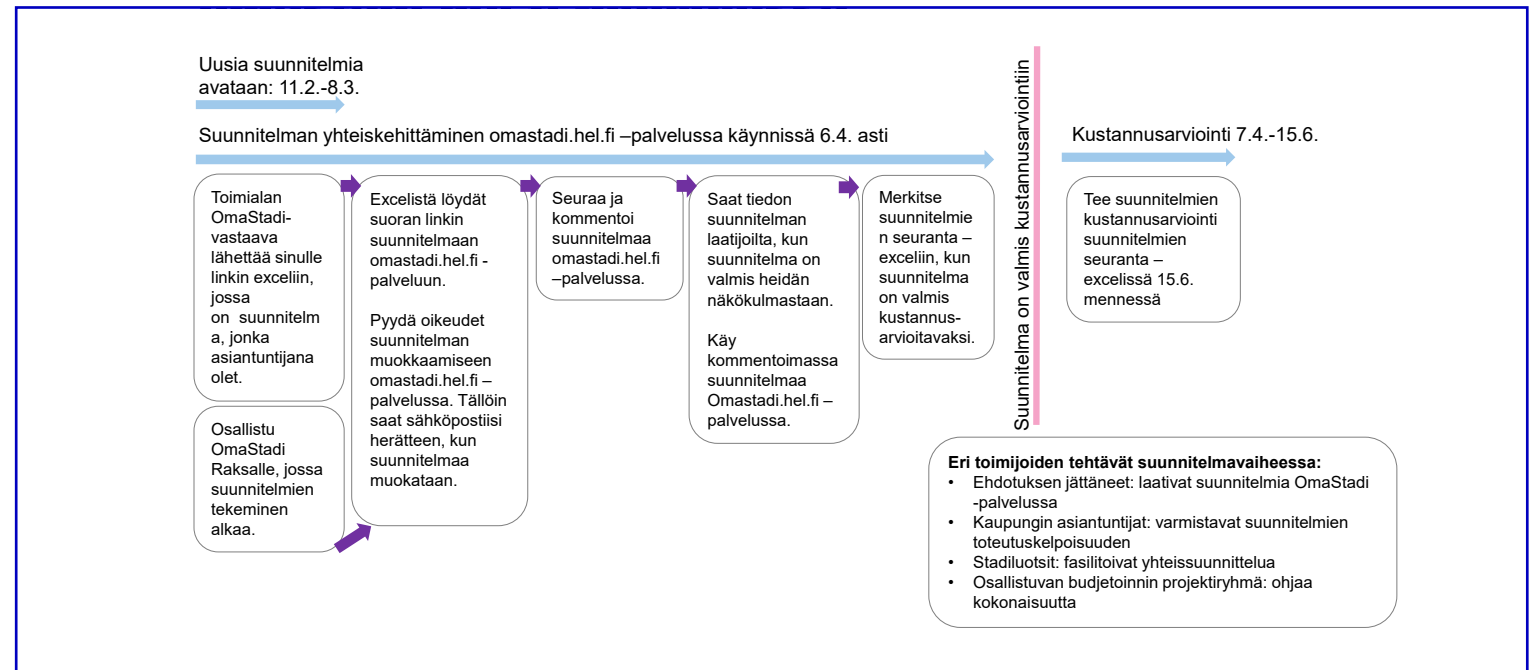 Uusia suunnitelmia
avataan: 11.2.-8.3.
Suunnitelman yhteiskehittäminen omastadi.hel.fi –palvelussa käynnissä 6.4. asti
Toimialan
OmaStadi-
vastaava
lähettää sinulle
linkin exceliin,
jossa
on suunnitelm
a, jonka
asiantuntijana
olet.
Osallistu
OmaStadi
Raksalle, jossa
suunnitelmien
tekeminen
alkaa.
Excelistä löydät
suoran linkin
suunnitelmaan
omastadi.hel.fi -
palveluun.
Pyydä oikeudet
suunnitelman
muokkaamiseen
omastadi.hel.fi –
palvelussa. Tällöin
saat sähköpostiisi
herätteen, kun
suunnitelmaa
muokataan.
Seuraa ja
kommentoi
suunnitelmaa
omastadi.hel.fi
–palvelussa.
Saat tiedon
suunnitelman
laatijoilta, kun
suunnitelma on
valmis heidän
näkökulmastaan.
Käy
kommentoimassa
suunnitelmaa
Omastadi.hel.fi –
palvelussa.
Merkitse
suunnitelmie
n seuranta –
exceliin, kun
suunnitelma
on valmis
kustannus-
arvioitavaksi.
Suunnitelma on valmis kustannusarviointiin
Kustannusarviointi 7.4.-15.6.
Tee suunnitelmien
kustannusarviointi
suunnitelmien
seuranta –
excelissä 15.6.
mennessä
Eri toimijoiden tehtävät suunnitelmavaiheessa:
• Ehdotuksen jättäneet: laativat suunnitelmia OmaStadi
-palvelussa
• Kaupungin asiantuntijat: varmistavat suunnitelmien
toteutuskelpoisuuden
• Stadiluotsit: fasilitoivat yhteissuunnittelua
• Osallistuvan budjetoinnin projektiryhmä: ohjaa
kokonaisuutta